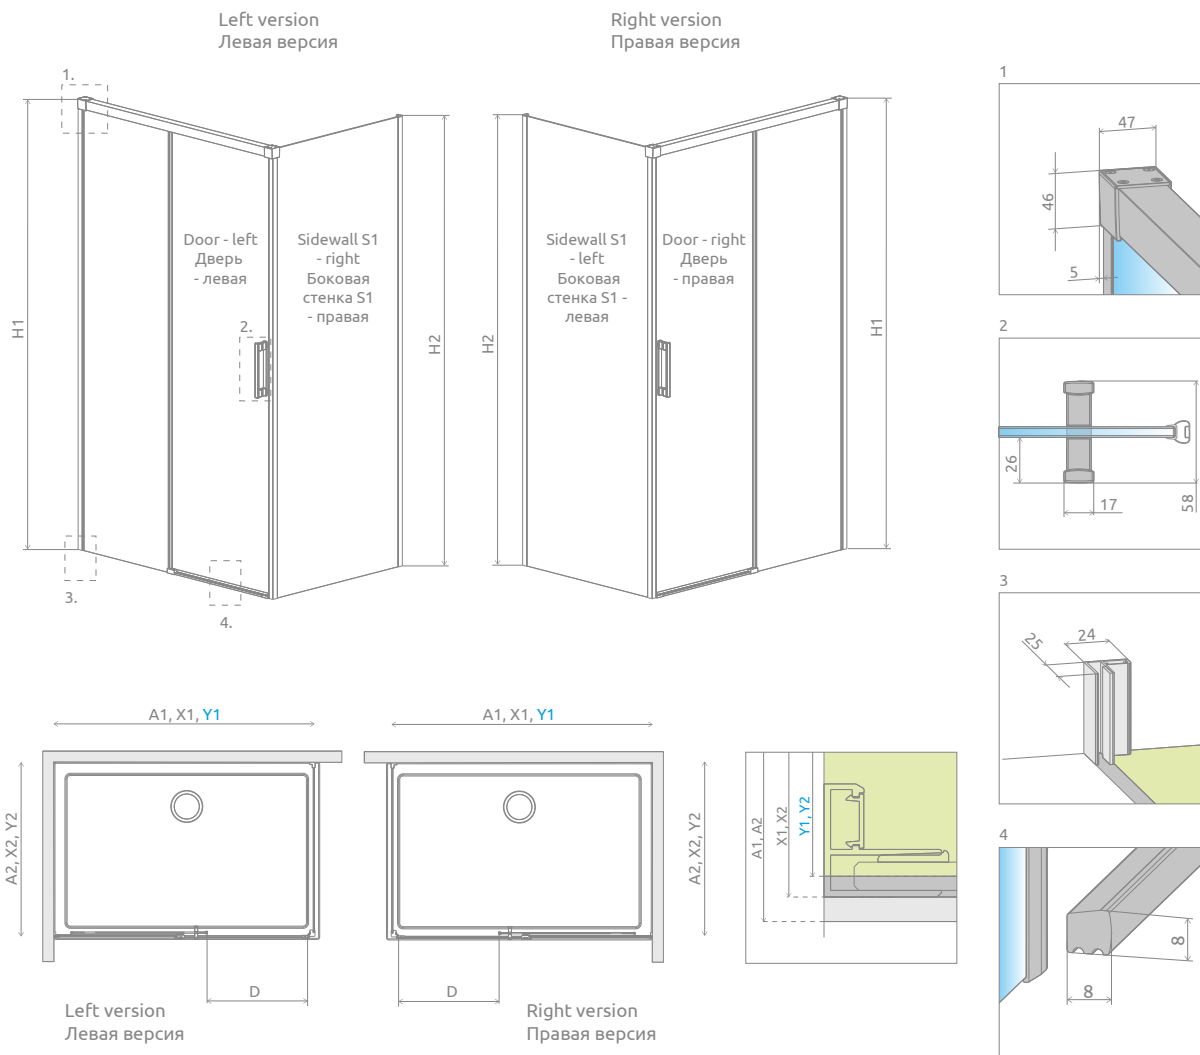 Left version
Левая версия
Right version
Правая версия
1.
H1
Door - left
Дверь
- левая
Sidewall S1
- right
Боковая
стенка S1
- правая
2.
H2
3.
4.
H2
Sidewall S1
- left
Боковая
стенка S1 -
левая
Door - right
Дверь
- правая
H1
1
47
46
5
2
26
17
58
3
25
24
4
8
8
A1, X1, Y1
A2, X2, Y2
D
Left version
Левая версия
A1, X1, Y1
A2, X2, Y2
D
Right version
Правая версия
A1, A2
X1, X2
Y1, Y2